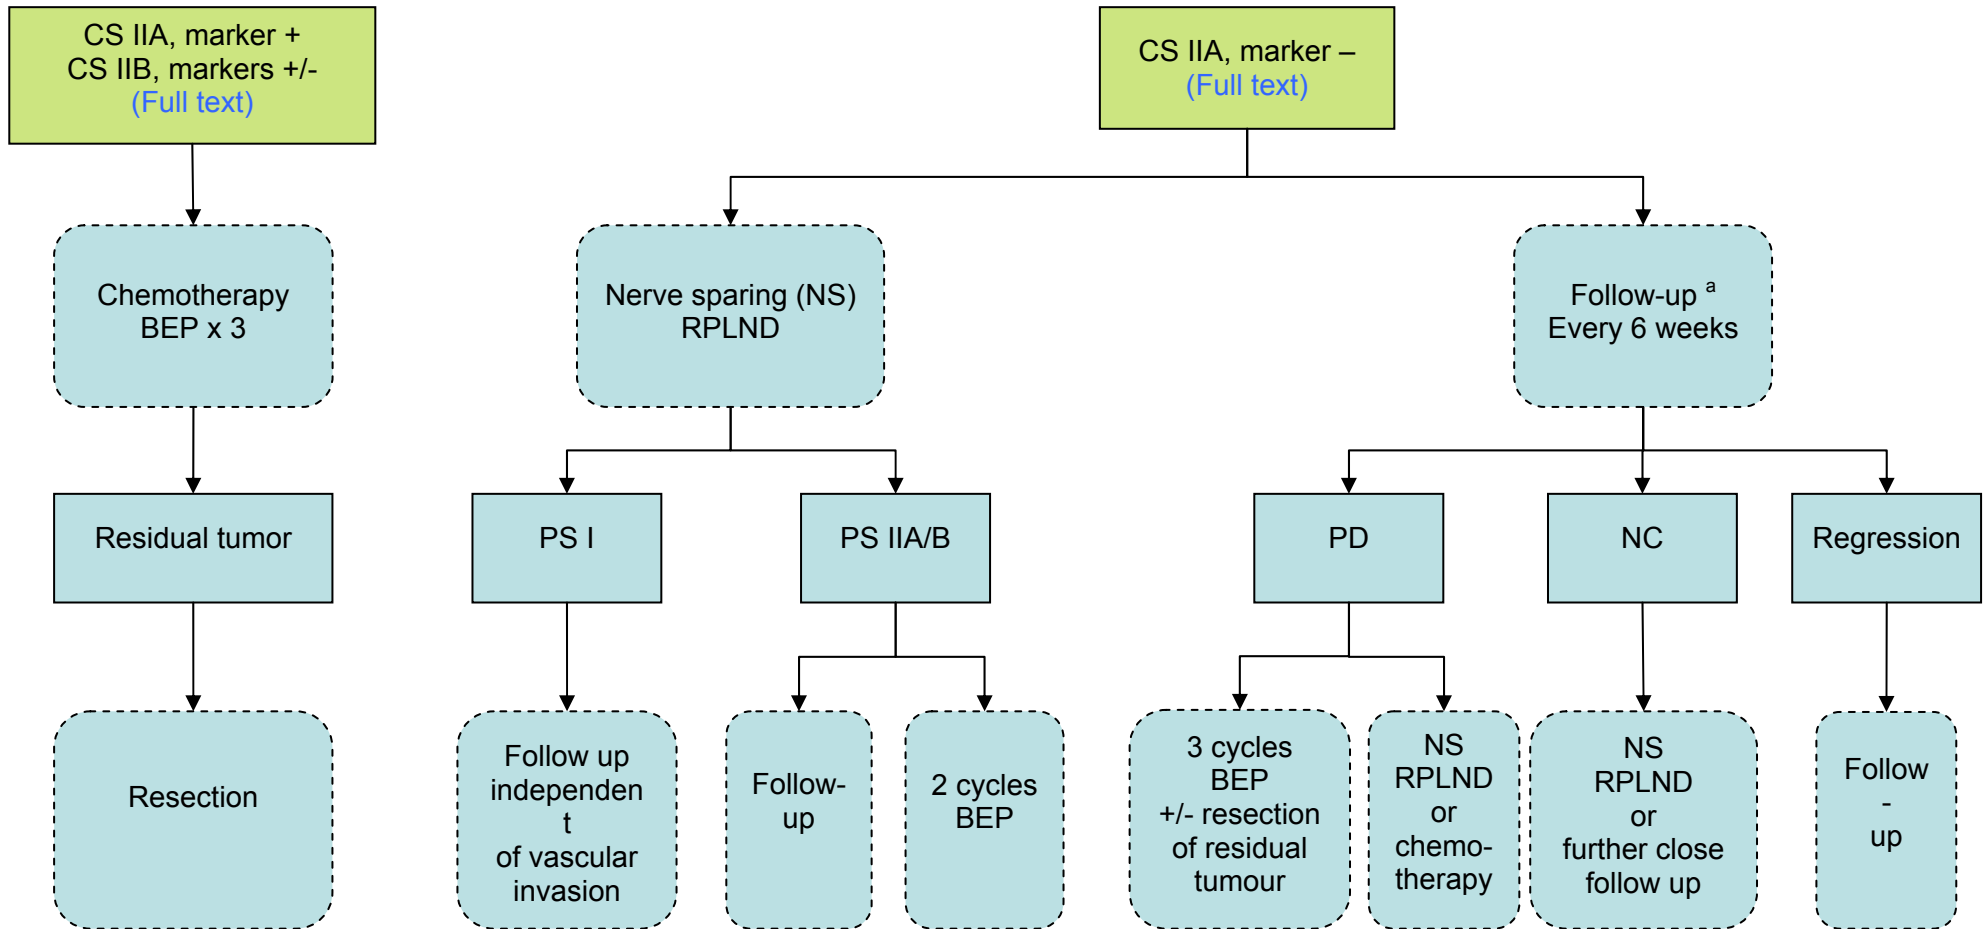 CS IIA, marker +
CS IIB, markers +/-
(Full text)
CS IIA, marker –
(Full text)
Chemotherapy
BEP x 3
Nerve sparing (NS)
RPLND
Follow-up a
Every 6 weeks
Residual tumor
PS I
PS IIA/B
PD
NC
Regression
Resection
Follow up
independen
t
of vascular
invasion
Follow-
up
2 cycles
BEP
3 cycles
BEP
+/- resection
of residual
tumour
NS
RPLND
or
chemo-
therapy
NS
RPLND
or
further close
follow up
Follow
-
up